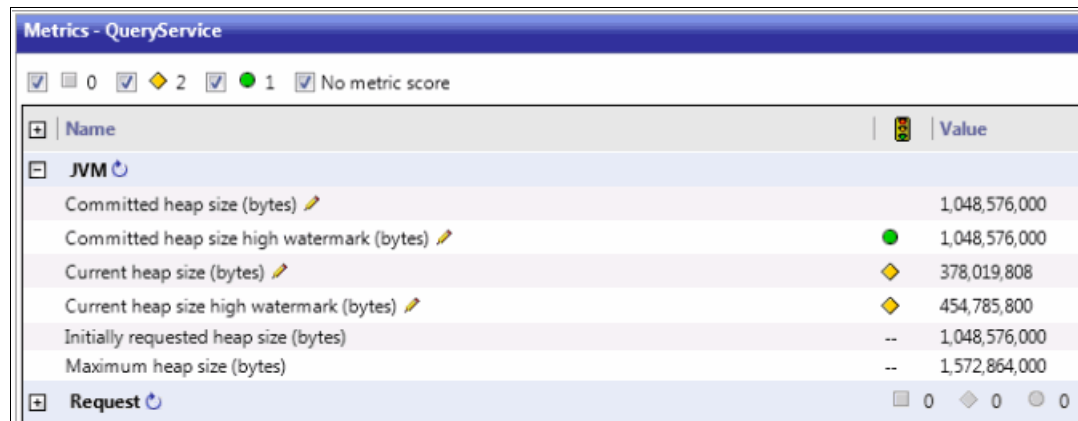 Metrics - QueryService
0 2 1 No metric score
Name Value
JVM
Committed heap size (bytes) 1,048,576,000
Committed heap size high watermark (bytes) 1,048,576,000
Current heap size (bytes) 378,019,808
Current heap size high watermark (bytes) 454,785,800
Initially requested heap size (bytes) -- 1,048,576,000
Maximum heap size (bytes) -- 1,572,864,000
Request 0 0 0